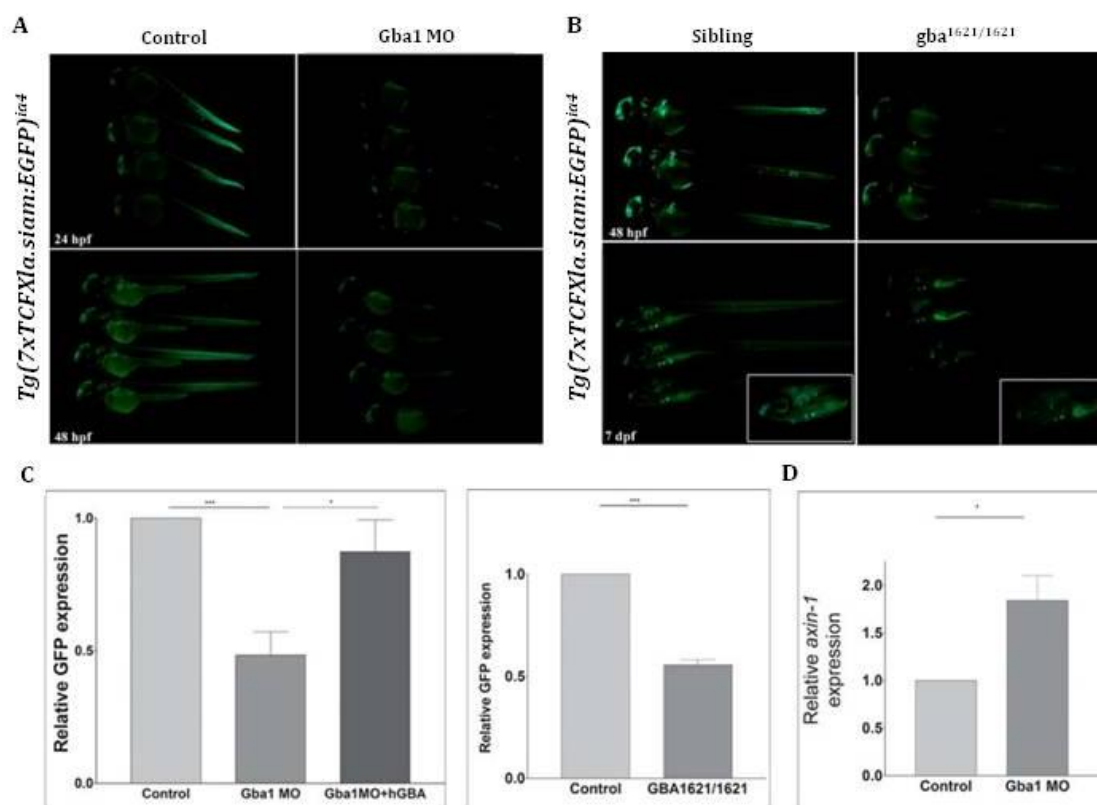 A
Control
Gba1 MO
Tg(7xTCFXla.siam:EGFP)ia4
24 hpf
48 hpf
B
Sibling
gba1621/1621
Tg(7xTCFXla.siam:EGFP)ia4
48 hpf
7 dpf
C
***
*
Relative GFP expression
1.0
0.5
0.0
Control
Gba1 MO
Gba1MO+hGBA
***
Relative GFP expression
1.0
0.5
0.0
Control
GBA1621/1621
D
*
Relative axin-1
expression
2.0
1.5
1.0
0.5
0.0
Control
Gba1 MO